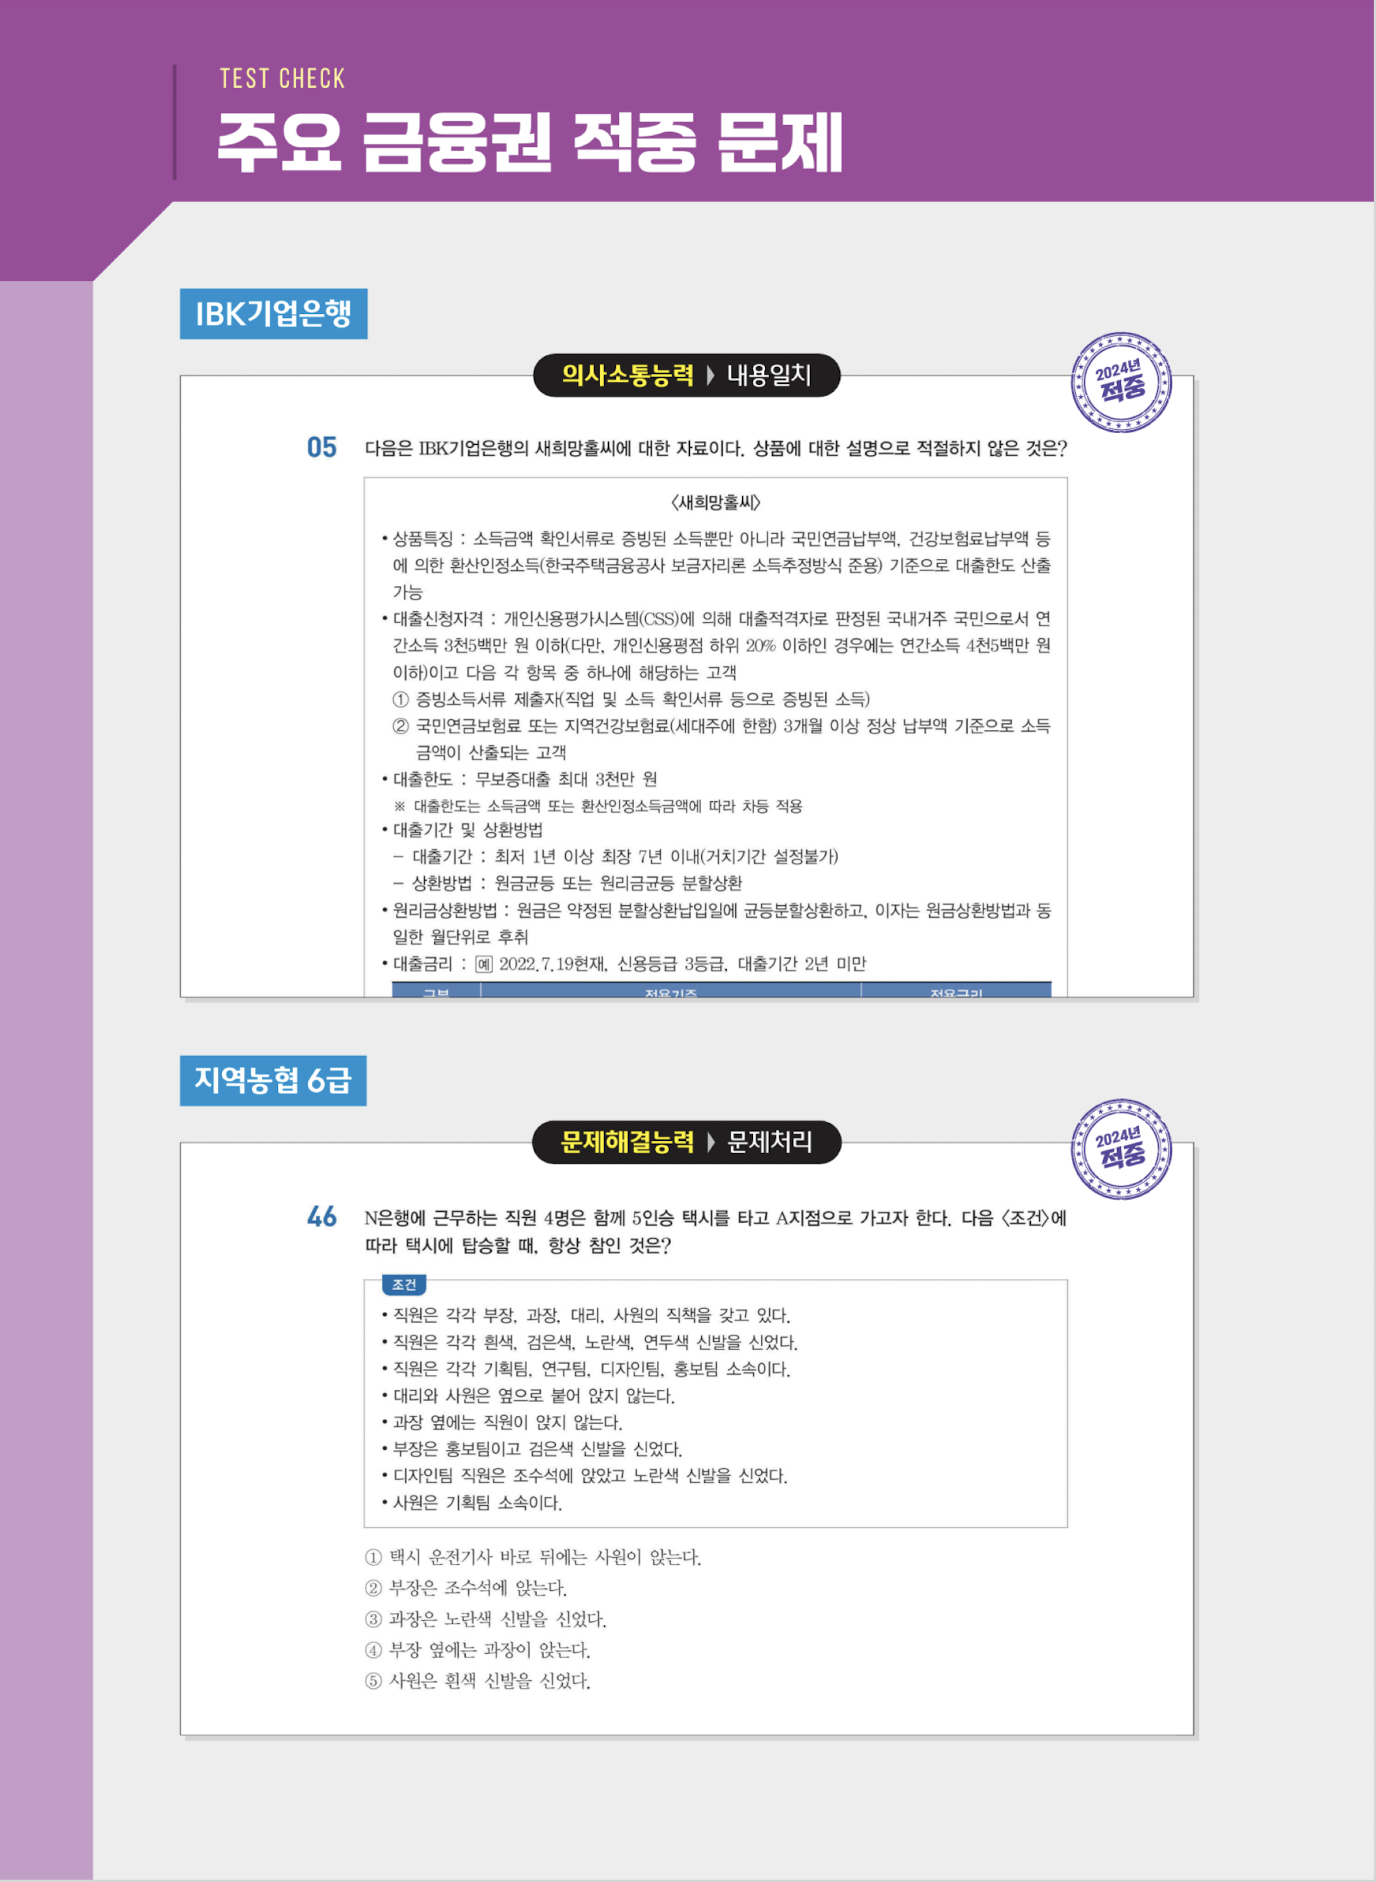 TEST CHECK
주요 금융권 적중 문제
IBK기업은행
의사소통능력 ▶ 내용일치
2024년
적중
05 다음은 IBK기업은행의 새희망홀씨에 대한 자료이다. 상품에 대한 설명으로 적절하지 않은 것은?
〈새희망홀씨〉
• 상품특징 : 소득금액 확인서류로 증빙된 소득뿐만 아니라 국민연금납부액, 건강보험료납부액 등
에 의한 환산인정소득(한국주택금융공사 보금자리론 소득추정방식 준용) 기준으로 대출한도 산출
가능
• 대출신청자격 : 개인신용평가시스템(CSS)에 의해 대출적격자로 판정된 국내거주 국민으로서 연
간소득 3천5백만 원 이하(다만, 개인신용평점 하위 20% 이하인 경우에는 연간소득 4천5백만 원
이하)이고 다음 각 항목 중 하나에 해당하는 고객
① 증빙소득서류 제출자(직업 및 소득 확인서류 등으로 증빙된 소득)
② 국민연금보험료 또는 지역건강보험료(세대주에 한함) 3개월 이상 정상 납부액 기준으로 소득
금액이 산출되는 고객
• 대출한도 : 무보증대출 최대 3천만 원
※ 대출한도는 소득금액 또는 환산인정소득금액에 따라 차등 적용
• 대출기간 및 상환방법
- 대출기간 : 최저 1년 이상 최장 7년 이내(거치기간 설정불가)
- 상환방법 : 원금균등 또는 원리금균등 분할상환
• 원리금상환방법 : 원금은 약정된 분할상환납입일에 균등분할상환하고, 이자는 원금상환방법과 동
일한 월단위로 후취
• 대출금리 : 예 2022.7.19현재, 신용등급 3등급, 대출기간 2년 미만
구분 적용기준 적용금리
지역농협 6급
문제해결능력 ▶ 문제처리
2024년
적중
46 N은행에 근무하는 직원 4명은 함께 5인승 택시를 타고 A지점으로 가고자 한다. 다음 〈조건〉에
따라 택시에 탑승할 때, 항상 참인 것은?
조건
• 직원은 각각 부장, 과장, 대리, 사원의 직책을 갖고 있다.
• 직원은 각각 흰색, 검은색, 노란색, 연두색 신발을 신었다.
• 직원은 각각 기획팀, 연구팀, 디자인팀, 홍보팀 소속이다.
• 대리와 사원은 옆으로 붙어 앉지 않는다.
• 과장 옆에는 직원이 앉지 않는다.
• 부장은 홍보팀이고 검은색 신발을 신었다.
• 디자인팀 직원은 조수석에 앉았고 노란색 신발을 신었다.
• 사원은 기획팀 소속이다.
① 택시 운전기사 바로 뒤에는 사원이 앉는다.
② 부장은 조수석에 앉는다.
③ 과장은 노란색 신발을 신었다.
④ 부장 옆에는 과장이 앉는다.
⑤ 사원은 흰색 신발을 신었다.